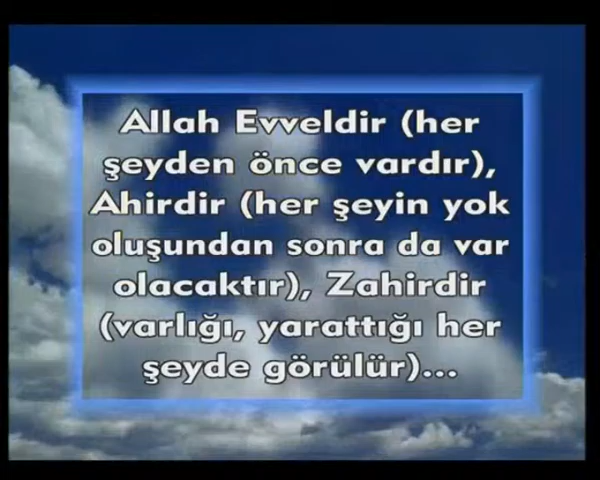 Allah Evveldir (her
şeyden önce vardır),
Ahirdir (her şeyin yok
oluşundan sonra da var
olacaktır), Zahirdir
(varlığı, yarattığı her
şeyde görülür)...